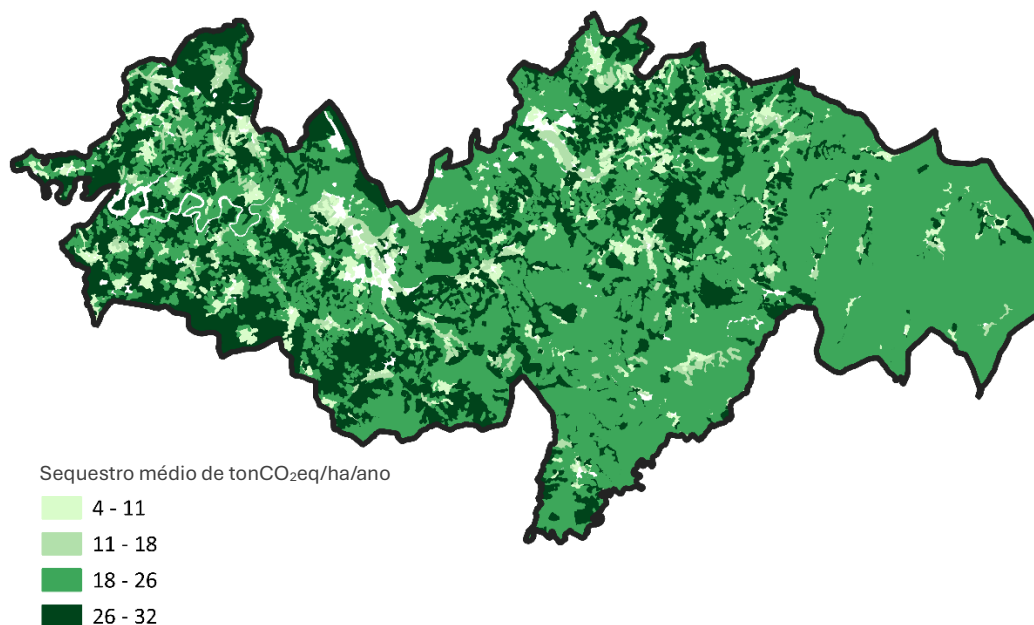 Sequestro médio de tonCO₂eq/ha/ano
4 - 11
11 - 18
18 - 26
26 - 32